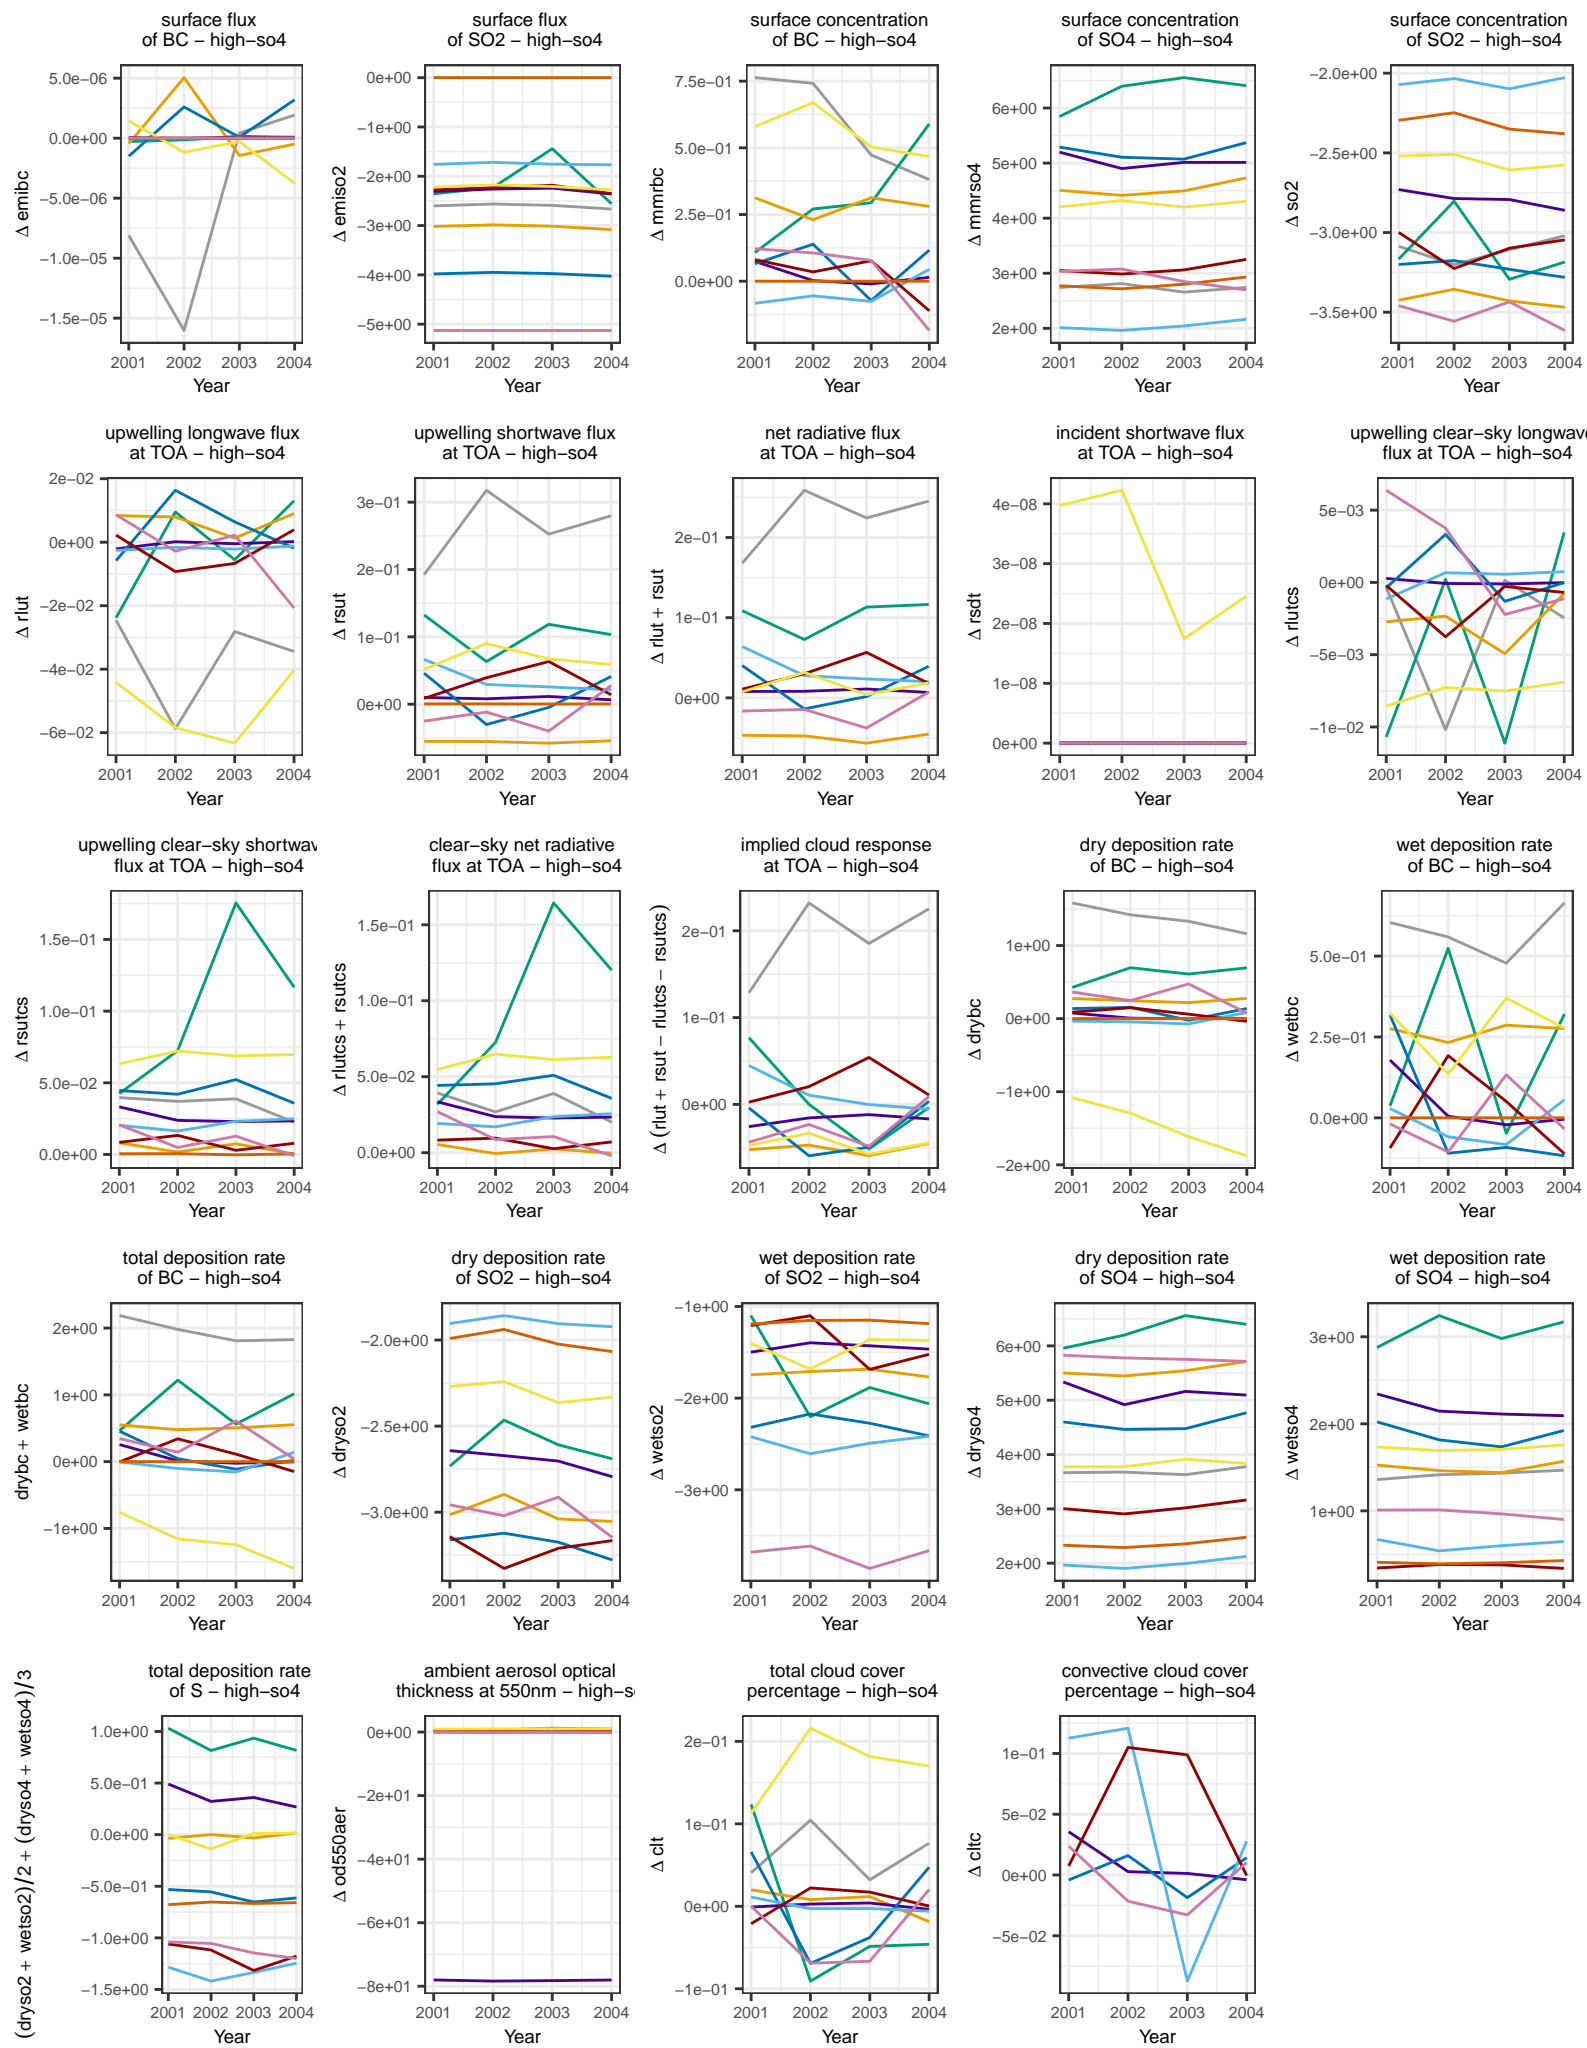 surface flux
of BC − high−so4
Δ emibc
5.0e−06
0.0e+00
−5.0e−06
−1.0e−05
−1.5e−05
2001 2002 2003 2004
Year
surface flux
of SO2 − high−so4
Δ emiso2
0e+00
−1e+00
−2e+00
−3e+00
−4e+00
−5e+00
2001 2002 2003 2004
Year
surface concentration
of BC − high−so4
Δ mmrbc
7.5e−01
5.0e−01
2.5e−01
0.0e+00
2001 2002 2003 2004
Year
surface concentration
of SO4 − high−so4
Δ mmrso4
6e+00
5e+00
4e+00
3e+00
2e+00
2001 2002 2003 2004
Year
surface concentration
of SO2 − high−so4
Δ so2
−2.0e+00
−2.5e+00
−3.0e+00
−3.5e+00
2001 2002 2003 2004
Year
upwelling longwave flux
at TOA − high−so4
Δ rlut
2e−02
0e+00
−2e−02
−4e−02
−6e−02
2001 2002 2003 2004
Year
upwelling shortwave flux
at TOA − high−so4
Δ rsut
3e−01
2e−01
1e−01
0e+00
2001 2002 2003 2004
Year
net radiative flux
at TOA − high−so4
Δ rlut + rsut
2e−01
1e−01
0e+00
2001 2002 2003 2004
Year
incident shortwave flux
at TOA − high−so4
Δ rsdt
4e−08
3e−08
2e−08
1e−08
0e+00
2001 2002 2003 2004
Year
upwelling clear−sky longwave
flux at TOA − high−so4
Δ rlutcs
5e−03
0e+00
−5e−03
−1e−02
2001 2002 2003 2004
Year
upwelling clear−sky shortwav
flux at TOA − high−so4
Δ rsutcs
1.5e−01
1.0e−01
5.0e−02
0.0e+00
2001 2002 2003 2004
Year
clear−sky net radiative
flux at TOA − high−so4
Δ rlutcs + rsutcs
1.5e−01
1.0e−01
5.0e−02
0.0e+00
2001 2002 2003 2004
Year
implied cloud response
at TOA − high−so4
Δ (rlut + rsut − rlutcs − rsutcs)
2e−01
1e−01
0e+00
2001 2002 2003 2004
Year
dry deposition rate
of BC − high−so4
Δ drybc
1e+00
0e+00
−1e+00
−2e+00
2001 2002 2003 2004
Year
wet deposition rate
of BC − high−so4
Δ wetbc
5.0e−01
2.5e−01
0.0e+00
2001 2002 2003 2004
Year
total deposition rate
of BC − high−so4
drybc + wetbc
2e+00
1e+00
0e+00
−1e+00
2001 2002 2003 2004
Year
dry deposition rate
of SO2 − high−so4
Δ dryso2
−2.0e+00
−2.5e+00
−3.0e+00
2001 2002 2003 2004
Year
wet deposition rate
of SO2 − high−so4
Δ wetso2
−1e+00
−2e+00
−3e+00
2001 2002 2003 2004
Year
dry deposition rate
of SO4 − high−so4
Δ dryso4
6e+00
5e+00
4e+00
3e+00
2e+00
2001 2002 2003 2004
Year
wet deposition rate
of SO4 − high−so4
Δ wetso4
3e+00
2e+00
1e+00
2001 2002 2003 2004
Year
total deposition rate
of S − high−so4
(dryso2 + wetso2)/2 + (dryso4 + wetso4)/3
1.0e+00
5.0e−01
0.0e+00
−5.0e−01
−1.0e+00
−1.5e+00
2001 2002 2003 2004
Year
ambient aerosol optical
thickness at 550nm − high−s
Δ od550aer
0e+00
−2e+01
−4e+01
−6e+01
−8e+01
2001 2002 2003 2004
Year
total cloud cover
percentage − high−so4
Δ clt
2e−01
1e−01
0e+00
−1e−01
2001 2002 2003 2004
Year
convective cloud cover
percentage − high−so4
Δ cltc
1e−01
5e−02
0e+00
−5e−02
2001 2002 2003 2004
Year